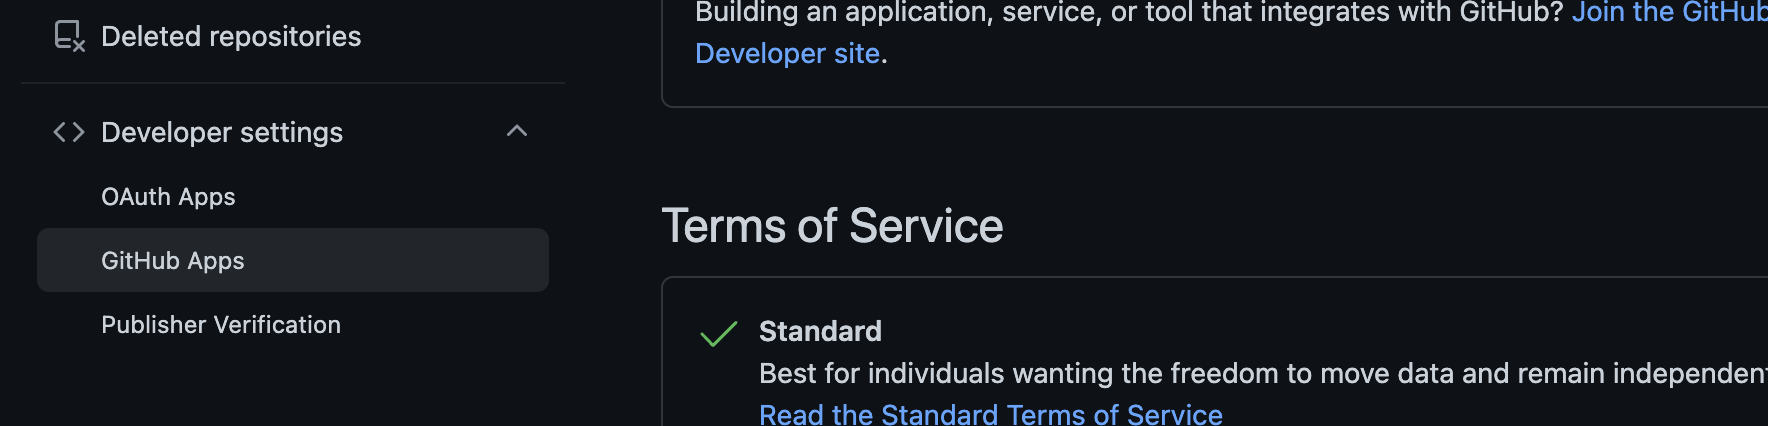 Deleted repositories
Developer settings
OAuth Apps
GitHub Apps
Publisher Verification
Building an application, service, or tool that integrates with GitHub? Join the GitHub
Developer site.
Terms of Service
Standard
Best for individuals wanting the freedom to move data and remain independent
Read the Standard Terms of Service